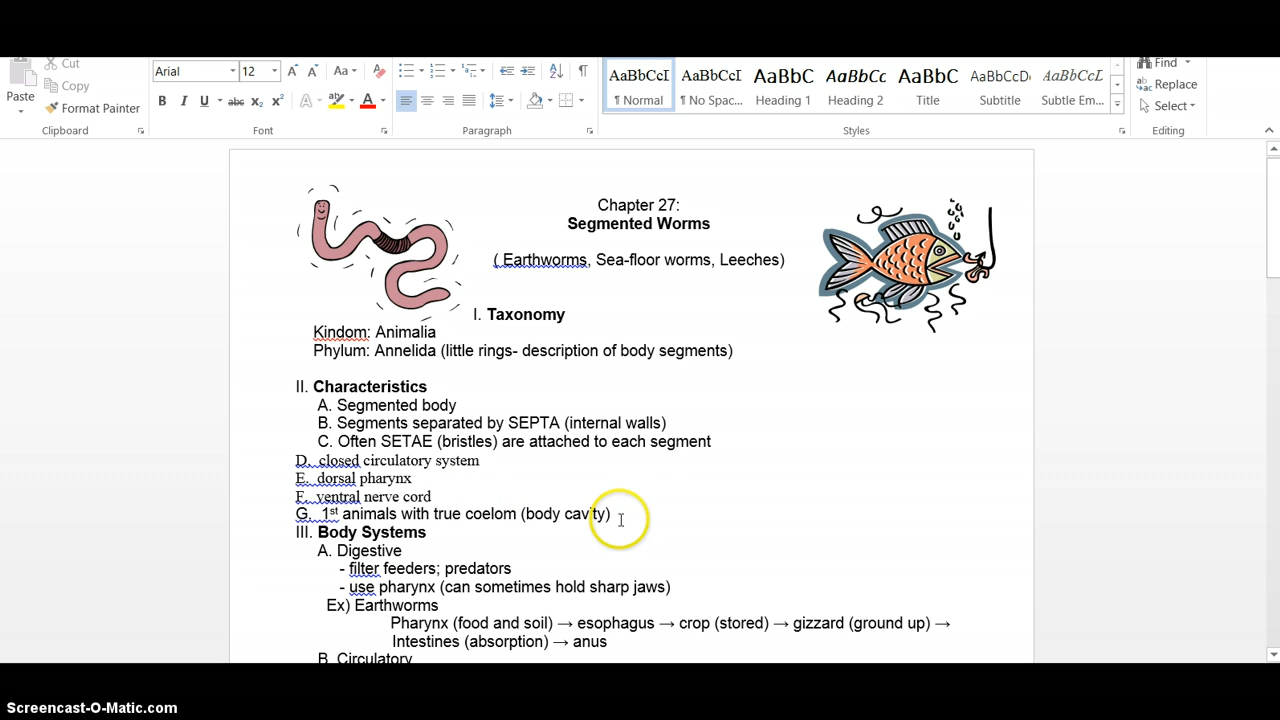 Cut
Copy
Format Painter
Paste
Clipboard
Arial
12
Aa
B I U abc x₂ x²
A ab A
Font
Paragraph
AaBbCcI AaBbCcI AaBbC AaBbCc AaBbC AaBbCcD AaBbCcL
¶ Normal ¶ No Spac... Heading 1 Heading 2 Title Subtitle Subtle Em...
Styles
Find
Replace
Select
Editing
Chapter 27:
Segmented Worms
( Earthworms, Sea-floor worms, Leeches)
I. Taxonomy
Kindom: Animalia
Phylum: Annelida (little rings- description of body segments)
II. Characteristics
A. Segmented body
B. Segments separated by SEPTA (internal walls)
C. Often SETAE (bristles) are attached to each segment
D. closed circulatory system
E. dorsal pharynx
F. ventral nerve cord
G. 1st animals with true coelom (body cavity)
III. Body Systems
A. Digestive
- filter feeders; predators
- use pharynx (can sometimes hold sharp jaws)
Ex) Earthworms
Pharynx (food and soil) → esophagus → crop (stored) → gizzard (ground up) →
Intestines (absorption) → anus
B. Circulatory
Screencast-O-Matic.com